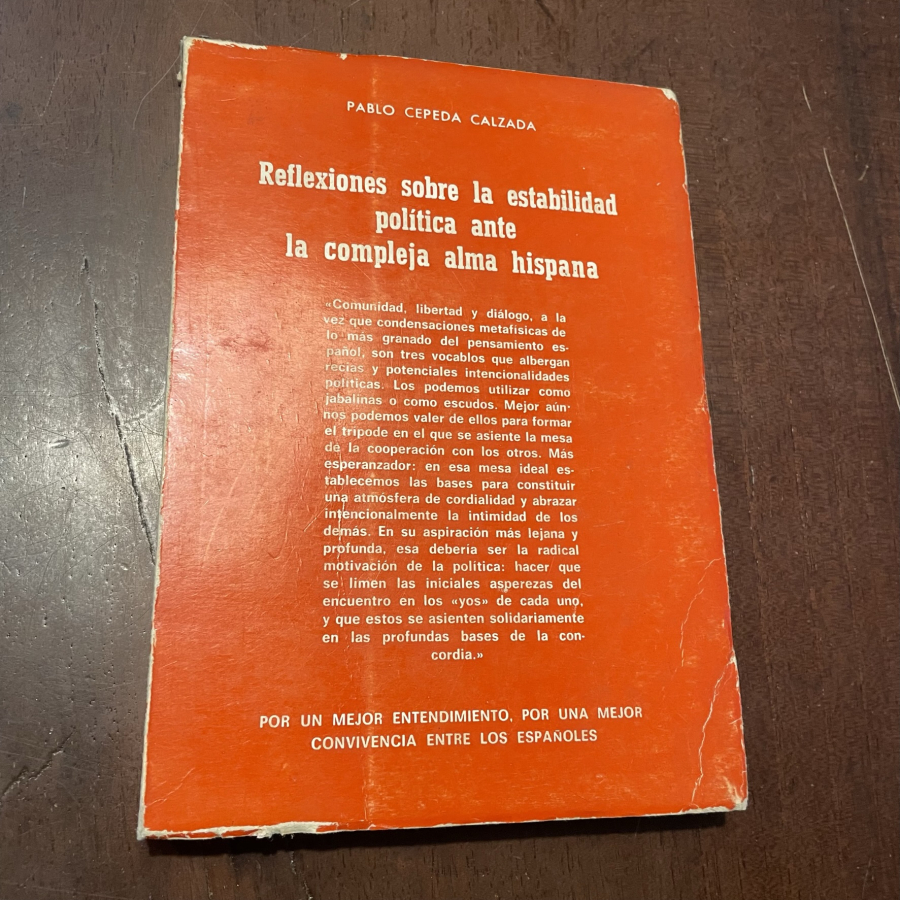 PABLO CEPEDA CALZADA
Reflexiones sobre la estabilidad
política ante
la compleja alma hispana
«Comunidad, libertad y diálogo, a la
vez que condensaciones metafísicas de
lo más granado del pensamiento es-
pañol, son tres vocablos que albergan
recias y potenciales intencionalidades
políticas. Los podemos utilizar como
jabalinas o como escudos. Mejor aún·
nos podemos valer de ellos para formar
el trípode en el que se asiente la mesa
de la cooperación con los otros. Más
esperanzador: en esa mesa ideal es-
tablecemos las bases para constituir
una atmósfera de cordialidad y abrazar
intencionalmente la intimidad de los
demás. En su aspiración más lejana y
profunda, esa debería ser la radical
motivación de la política: hacer que
se limen las iniciales asperezas del
encuentro en los «yos» de cada uno,
y que estos se asienten solidariamente
en las profundas bases de la con-
cordia.»
POR UN MEJOR ENTENDIMIENTO, POR UNA MEJOR
CONVIVENCIA ENTRE LOS ESPAÑOLES